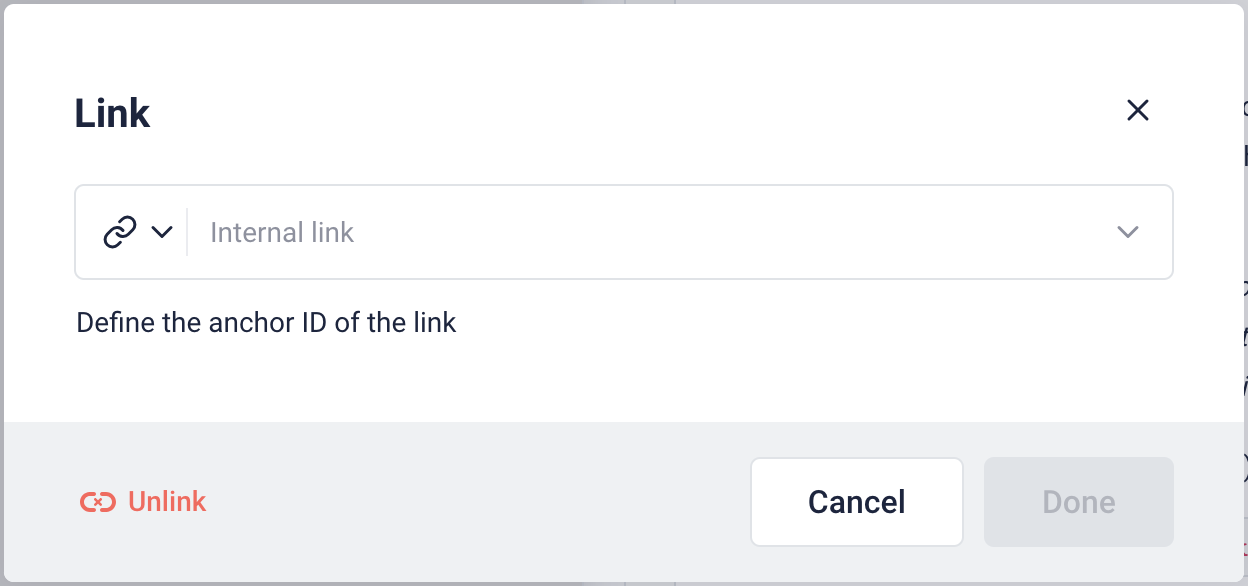 Link
Internal link
Define the anchor ID of the link
Unlink
Cancel
Done